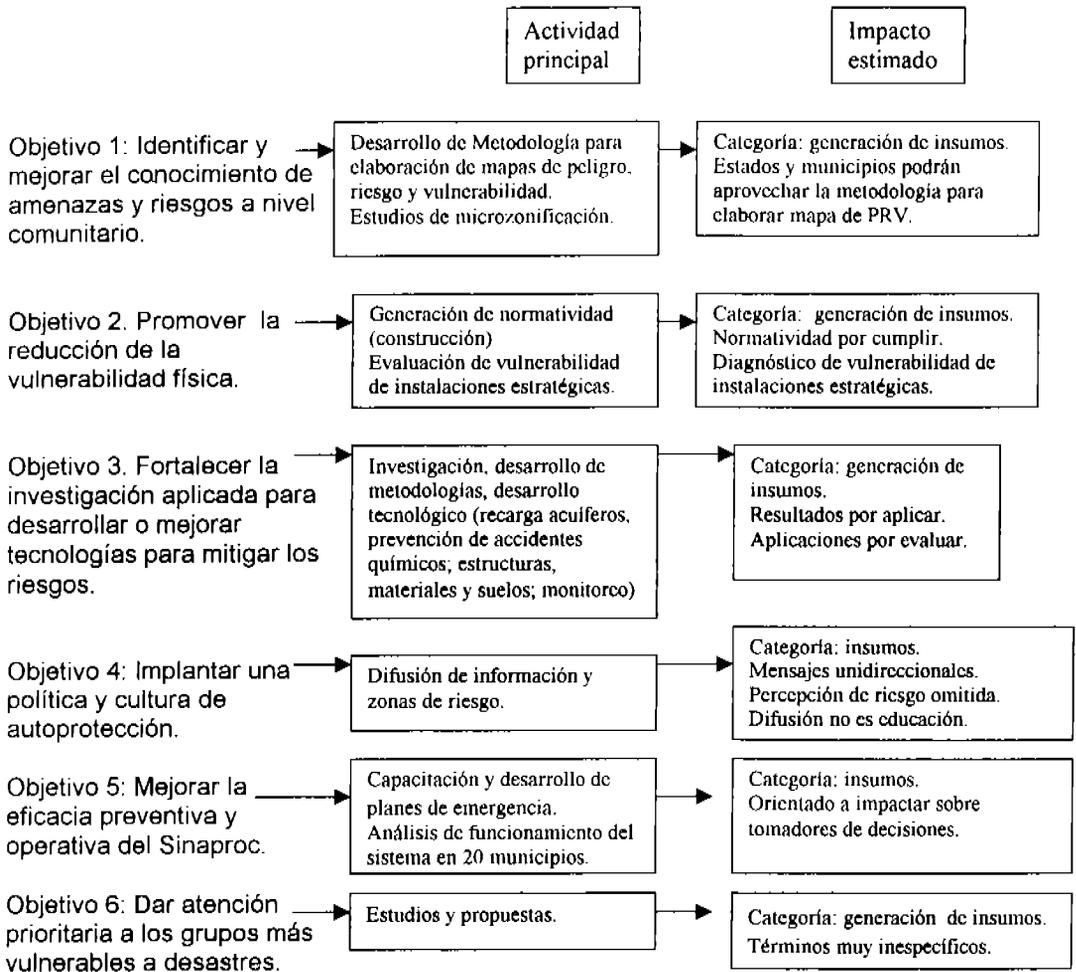 Actividad
principal
Impacto
estimado
Objetivo 1: Identificar y
mejorar el conocimiento de
amenazas y riesgos a nivel
comunitario.
Desarrollo de Metodología para
elaboración de mapas de peligro,
riesgo y vulnerabilidad.
Estudios de microzonificación.
Categoría: generación de insumos.
Estados y municipios podrán
aprovechar la metodología para
elaborar mapa de PRV.
Objetivo 2. Promover la
reducción de la
vulnerabilidad física.
Generación de normatividad
(construcción)
Evaluación de vulnerabilidad
de instalaciones estratégicas.
Categoría: generación de insumos.
Normatividad por cumplir.
Diagnóstico de vulnerabilidad de
instalaciones estratégicas.
Objetivo 3. Fortalecer la
investigación aplicada para
desarrollar o mejorar
tecnologías para mitigar los
riesgos.
Investigación, desarrollo de
metodologías, desarrollo
tecnológico (recarga acuíferos,
prevención de accidentes
químicos; estructuras,
materiales y suelos; monitoreo)
Categoría: generación de
insumos.
Resultados por aplicar.
Aplicaciones por evaluar.
Objetivo 4: Implantar una
política y cultura de
autoprotección.
Difusión de información y
zonas de riesgo.
Categoría: insumos.
Mensajes unidireccionales.
Percepción de riesgo omitida.
Difusión no es educación.
Objetivo 5: Mejorar la
eficacia preventiva y
operativa del Sinaproc.
Capacitación y desarrollo de
planes de emergencia.
Análisis de funcionamiento del
sistema en 20 municipios.
Categoría: insumos.
Orientado a impactar sobre
tomadores de decisiones.
Objetivo 6: Dar atención
prioritaria a los grupos más
vulnerables a desastres.
Estudios y propuestas.
Categoría: generación de insumos.
Términos muy inespecíficos.